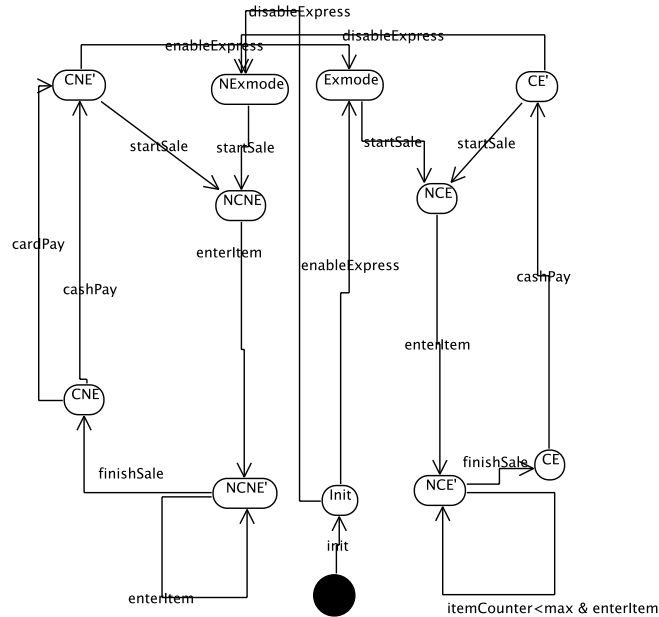 disableExpress
enableExpress
disableExpress
CNE'
NExmode
Exmode
CE'
startSale
startSale
startSale
startSale
NCNE
NCE
cardPay
enterItem
enableExpress
cashPay
cashPay
enterItem
CNE
finishSale
finishSale
CE
NCNE'
Init
NCE'
init
enterItem
itemCounter<max & enterItem